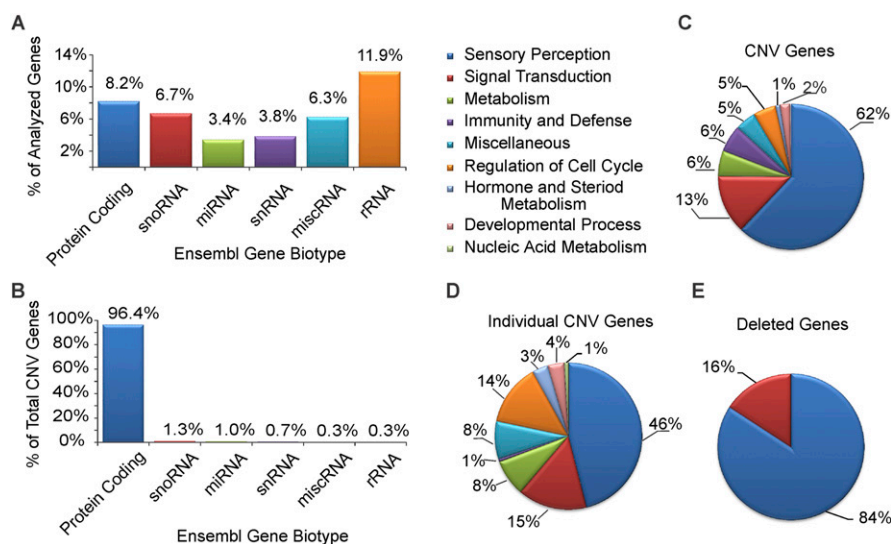 A
% of Analyzed Genes
14%
10%
6%
2%
8.2%
6.7%
3.4%
3.8%
6.3%
11.9%
Protein Coding
snoRNA
miRNA
snRNA
miscRNA
rRNA
Ensembl Gene Biotype
B
% of Total CNV Genes
100%
80%
60%
40%
20%
0%
96.4%
1.3%
1.0%
0.7%
0.3%
0.3%
Protein Coding
snoRNA
miRNA
snRNA
miscRNA
rRNA
Ensembl Gene Biotype
Sensory Perception
Signal Transduction
Metabolism
Immunity and Defense
Miscellaneous
Regulation of Cell Cycle
Hormone and Steriod
Metabolism
Developmental Process
Nucleic Acid Metabolism
C
CNV Genes
62%
13%
6%
6%
5%
5%
1%
2%
D
Individual CNV Genes
46%
15%
8%
1%
8%
14%
3%
4%
1%
E
Deleted Genes
16%
84%